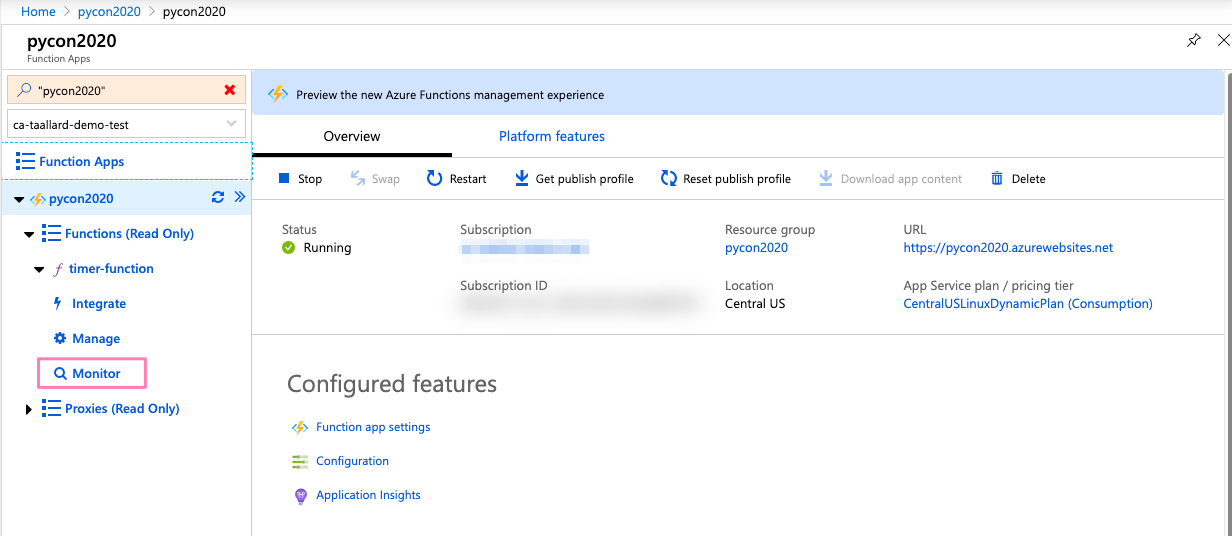 Home > pycon2020 > pycon2020
pycon2020
Function Apps
"pycon2020"
ca-taallard-demo-test
Function Apps
pycon2020
Functions (Read Only)
timer-function
Integrate
Manage
Monitor
Proxies (Read Only)
Preview the new Azure Functions management experience
Overview Platform features
Stop Swap Restart Get publish profile Reset publish profile Download app content Delete
Status Subscription Resource group URL
Running pycon2020 https://pycon2020.azurewebsites.net
Subscription ID Location App Service plan / pricing tier
Central US CentralUSLinuxDynamicPlan (Consumption)
Configured features
Function app settings
Configuration
Application Insights